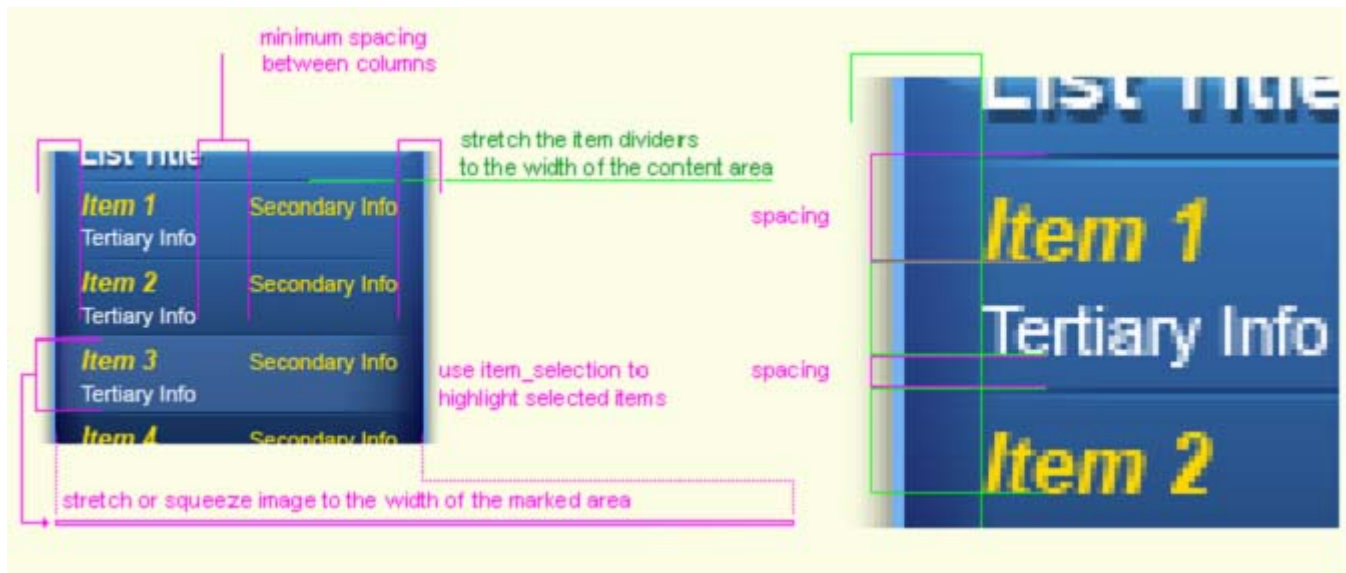 minimum spacing
between columns
stretch the item dividers
to the width of the content area
List Title
Item 1 Secondary Info
Tertiary Info
Item 2 Secondary Info
Tertiary Info
Item 3 Secondary Info
Tertiary Info
Item 4 Secondary Info
use item_selection to
highlight selected items
stretch or squeeze image to the width of the marked area
List Title
spacing
Item 1
Tertiary Info
spacing
Item 2